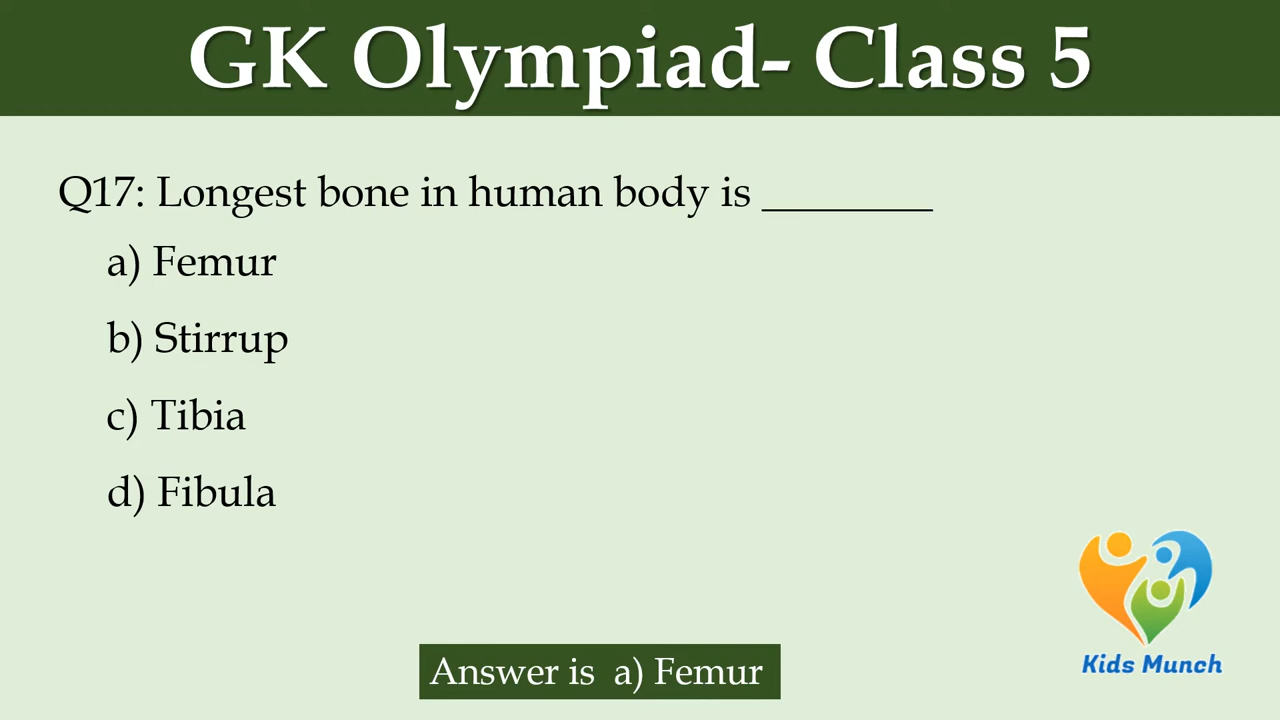 GK Olympiad- Class 5
Q17: Longest bone in human body is ________
a) Femur
b) Stirrup
c) Tibia
d) Fibula
Kids Munch
Answer is  a) Femur